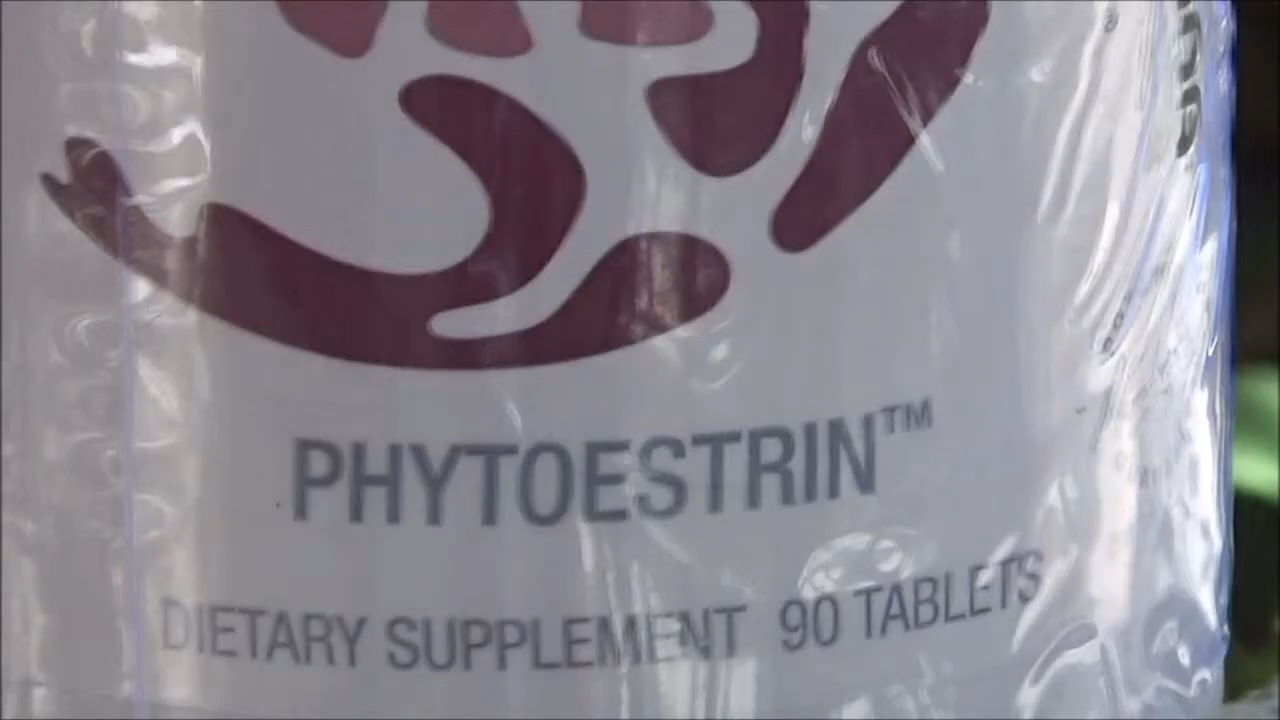 PHYTOESTRIN™
DIETARY SUPPLEMENT 90 TABLETS